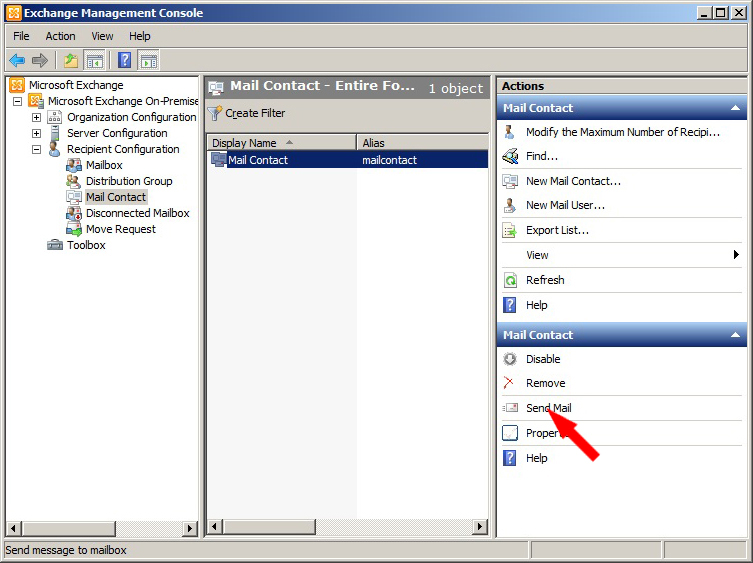 Exchange Management Console
File Action View Help
Microsoft Exchange
Microsoft Exchange On-Premise
Organization Configuration
Server Configuration
Recipient Configuration
Mailbox
Distribution Group
Mail Contact
Disconnected Mailbox
Move Request
Toolbox
Mail Contact - Entire Fo... 1 object
Create Filter
Display Name Alias
Mail Contact mailcontact
Actions
Mail Contact
Modify the Maximum Number of Recipi...
Find...
New Mail Contact...
New Mail User...
Export List...
View
Refresh
Help
Mail Contact
Disable
Remove
Send Mail
Help
Send message to mailbox